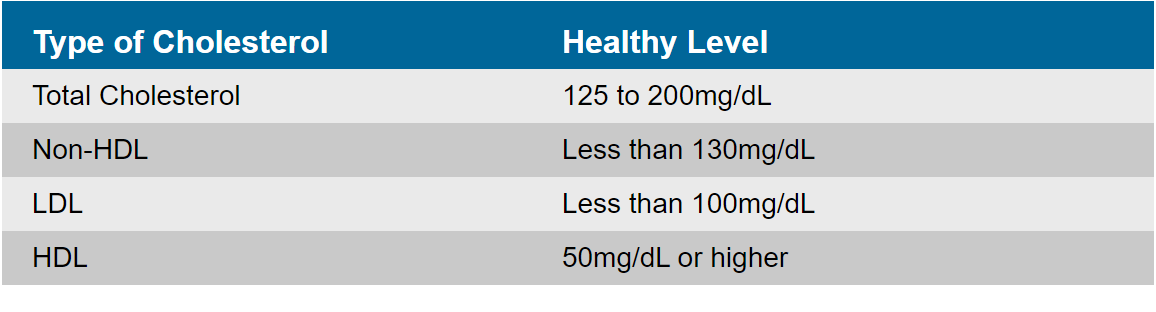 Type of Cholesterol Healthy Level
Total Cholesterol 125 to 200mg/dL
Non-HDL Less than 130mg/dL
LDL Less than 100mg/dL
HDL 50mg/dL or higher